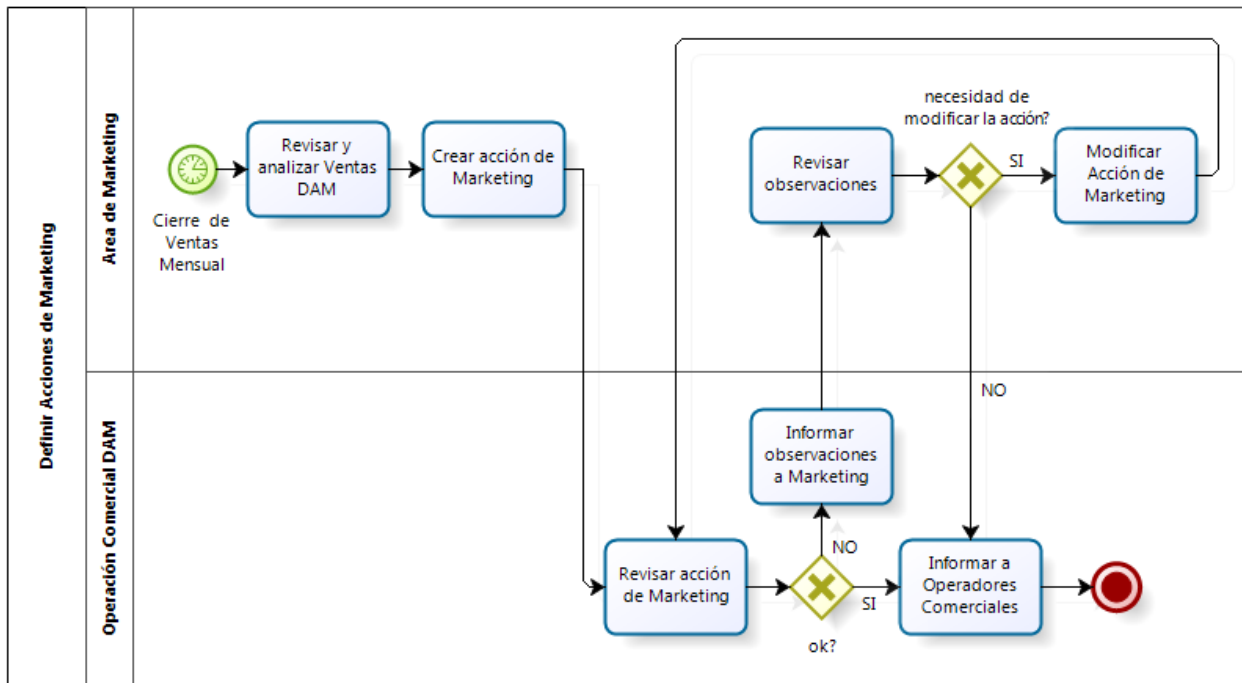 Definir Acciones de Marketing
Area de Marketing
Cierre de
Ventas
Mensual
Revisar y
analizar Ventas
DAM
Crear acción de
Marketing
Revisar
observaciones
necesidad de
modificar la acción?
SI
Modificar
Acción de
Marketing
NO
Operación Comercial DAM
Informar
observaciones
a Marketing
Revisar acción
de Marketing
NO
SI
ok?
Informar a
Operadores
Comerciales